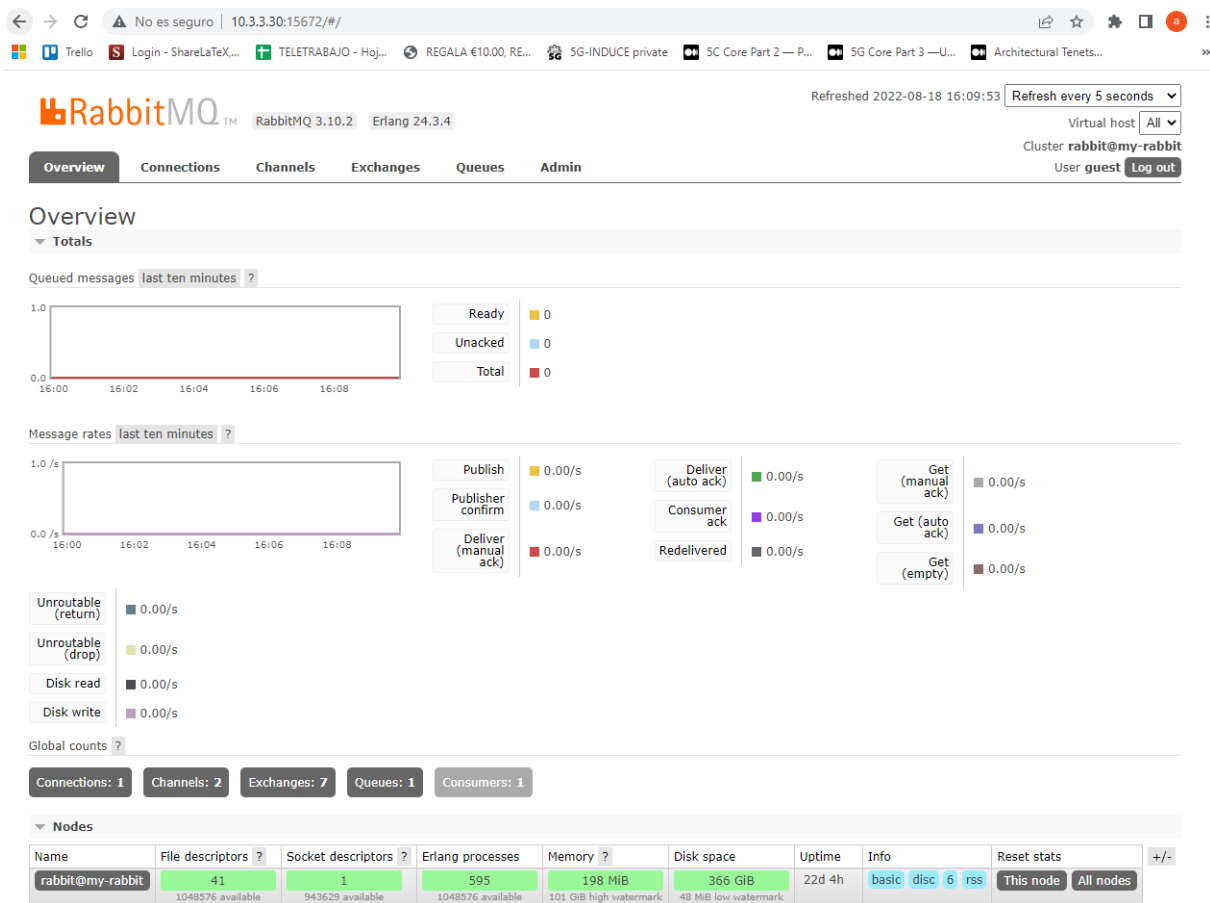 No es seguro | 10.3.3.30:15672/#/
Trello Login - ShareLaTeX,... TELETRABAJO - Hoj... REGALA €10.00, RE... 5G-INDUCE private 5C Core Part 2 — P... 5G Core Part 3 —U... Architectural Tenets... »
RabbitMQ TM RabbitMQ 3.10.2 Erlang 24.3.4
Refreshed 2022-08-18 16:09:53 Refresh every 5 seconds
Virtual host All
Cluster rabbit@my-rabbit
User guest Log out
Overview Connections Channels Exchanges Queues Admin
Overview
Totals
Queued messages last ten minutes ?
1.0
0.0
16:00 16:02 16:04 16:06 16:08
Ready 0
Unacked 0
Total 0
Message rates last ten minutes ?
1.0 /s
0.0 /s
16:00 16:02 16:04 16:06 16:08
Publish 0.00/s
Publisher
confirm 0.00/s
Deliver
(manual
ack) 0.00/s
Deliver
(auto ack) 0.00/s
Consumer
ack 0.00/s
Redelivered 0.00/s
Get
(manual
ack) 0.00/s
Get (auto
ack) 0.00/s
Get
(empty) 0.00/s
Unroutable
(return) 0.00/s
Unroutable
(drop) 0.00/s
Disk read 0.00/s
Disk write 0.00/s
Global counts ?
Connections: 1 Channels: 2 Exchanges: 7 Queues: 1 Consumers: 1
Nodes
Name File descriptors ? Socket descriptors ? Erlang processes Memory ? Disk space Uptime Info Reset stats +/-
rabbit@my-rabbit 41 1 595 198 MiB 366 GiB 22d 4h basic disc 6 rss This node All nodes
1048576 available 943629 available 1048576 available 101 GiB high watermark 48 MiB low watermark